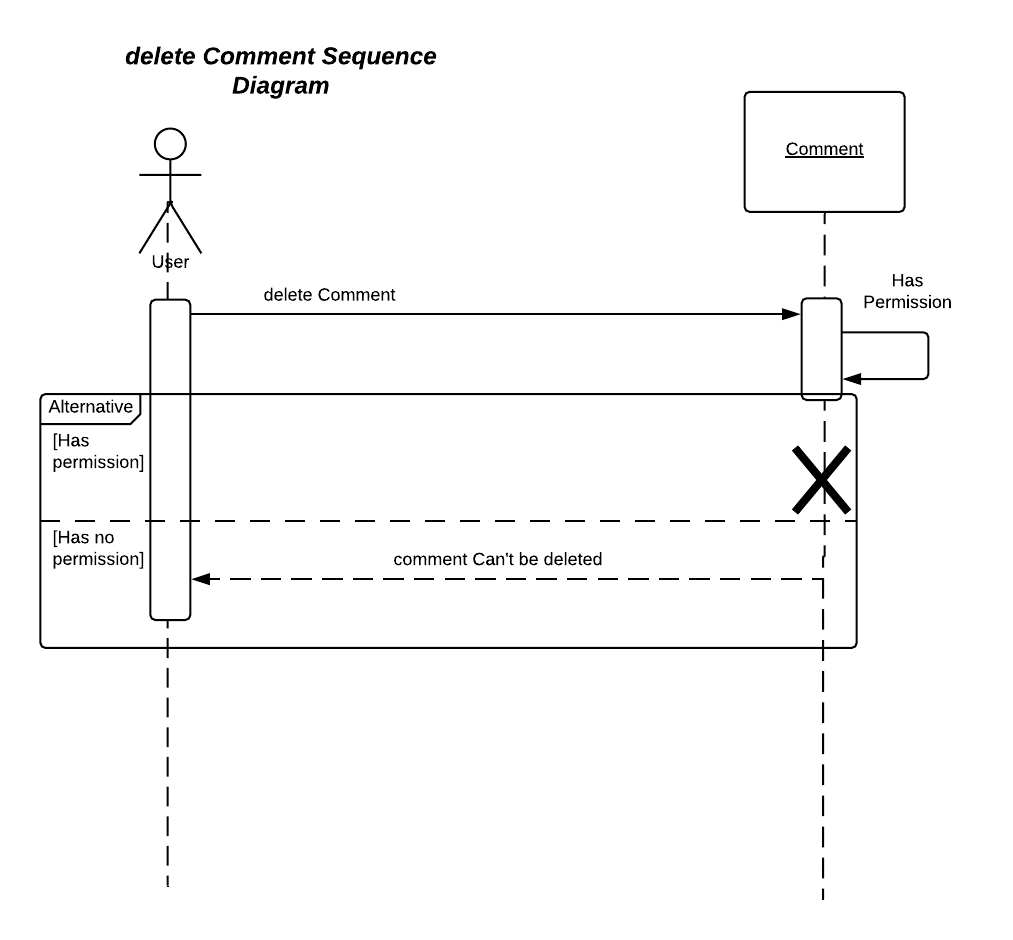 delete Comment Sequence
Diagram
Comment
User
delete Comment
Has
Permission
Alternative
[Has
permission]
[Has no
permission]
comment Can't be deleted